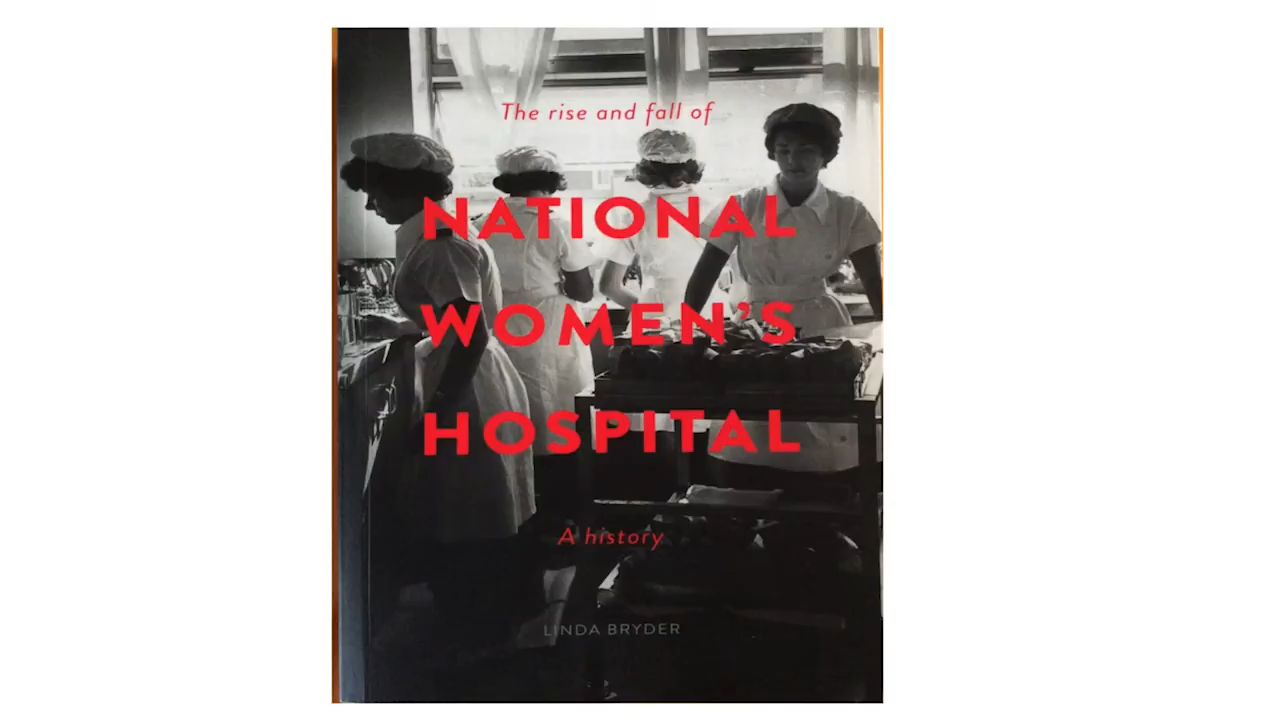 The rise and fall of
NATIONAL
WOMEN'S
HOSPITAL
A history
LINDA BRYDER